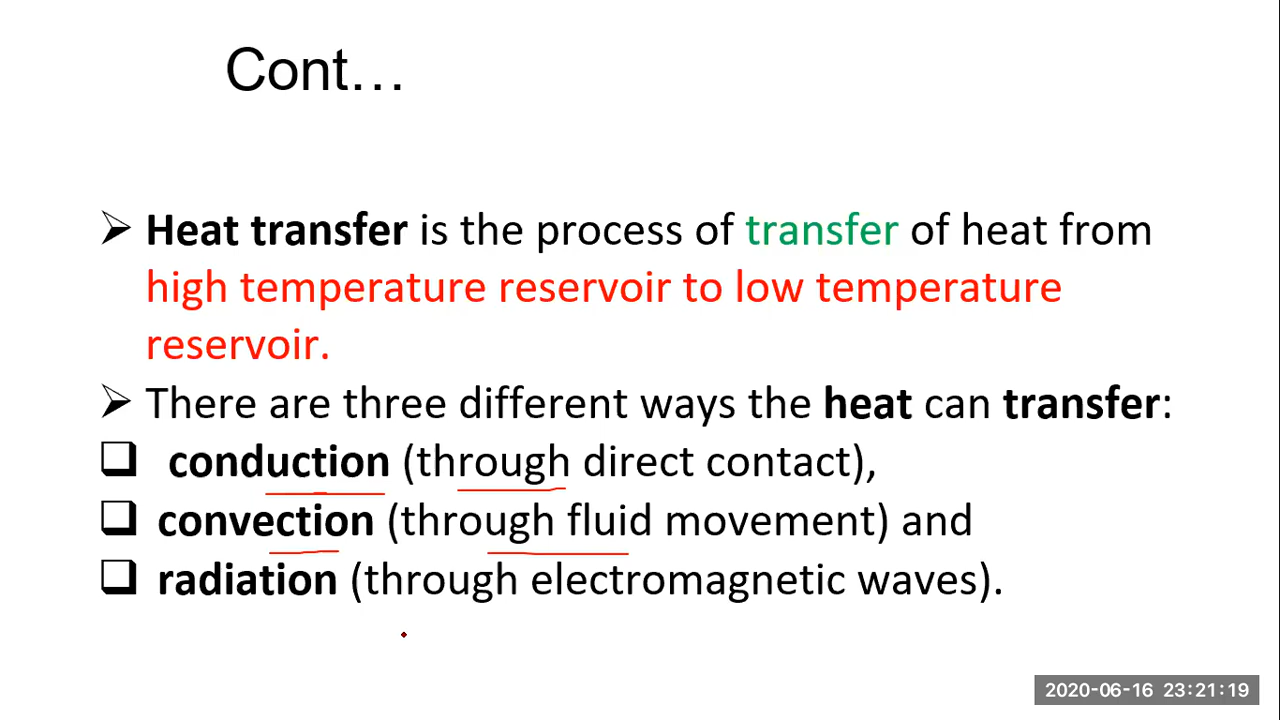 Cont...
➢ Heat transfer is the process of transfer of heat from
high temperature reservoir to low temperature
reservoir.
➢ There are three different ways the heat can transfer:
❑ conduction (through direct contact),
❑ convection (through fluid movement) and
❑ radiation (through electromagnetic waves).
2020-06-16 23:21:19